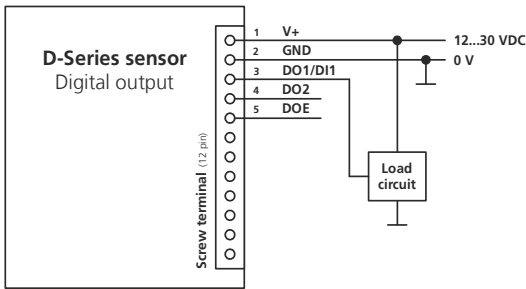 D-Series sensor
Digital output
Screw terminal (12 pin)
1 V+
2 GND
3 DO1/DI1
4 DO2
5 DOE
12...30 VDC
0 V
Load
circuit